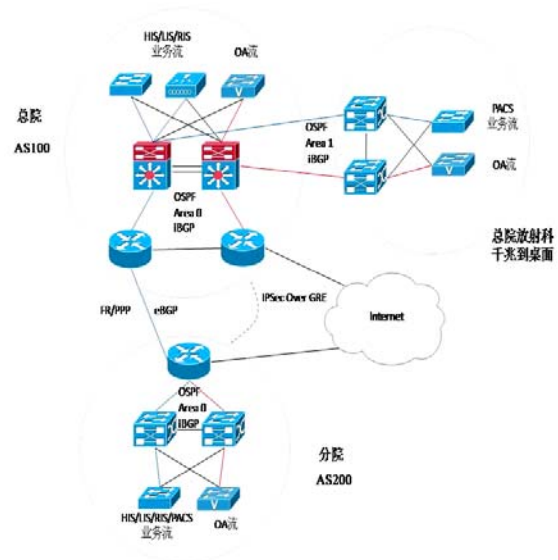 HIS/LIS/RIS
业务流
OA流
总院
AS100
OSPF
Area 1
iBGP
PACS
业务流
OA流
OSPF
Area 0
iBGP
总院放射科
千兆到桌面
FR/PPP
eBGP
IPSec Over GRE
Internet
OSPF
Area 0
iBGP
分院
AS200
HIS/LIS/RIS/PACS
业务流
OA流